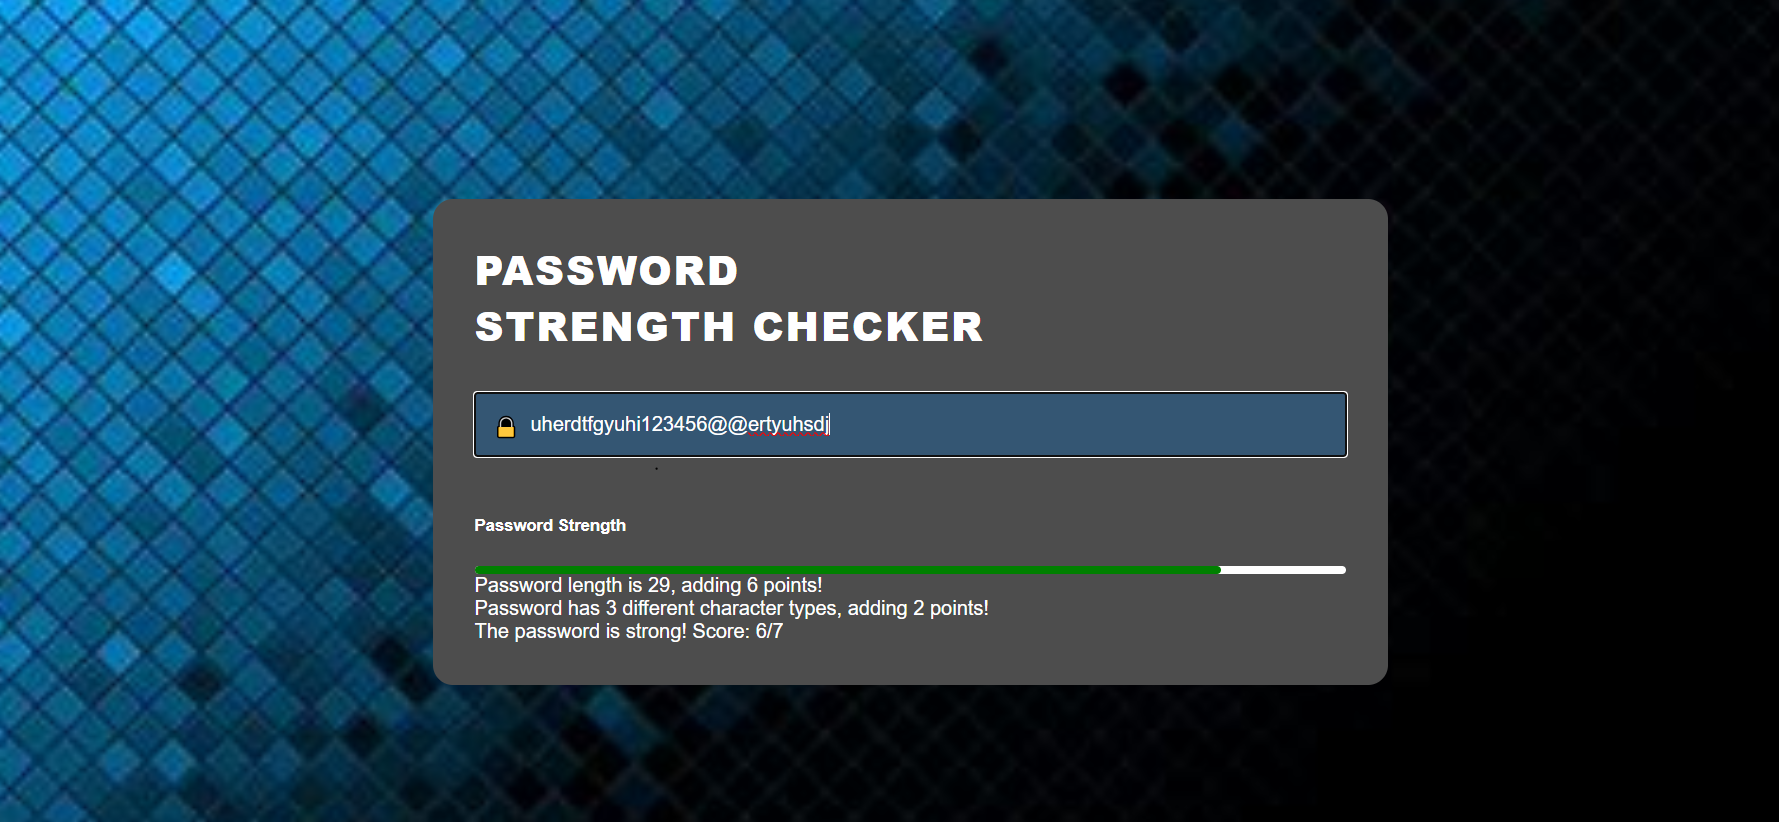 PASSWORD
STRENGTH CHECKER
uherdtfgyuhi123456@@ertyuhsdj
Password Strength
Password length is 29, adding 6 points!
Password has 3 different character types, adding 2 points!
The password is strong! Score: 6/7